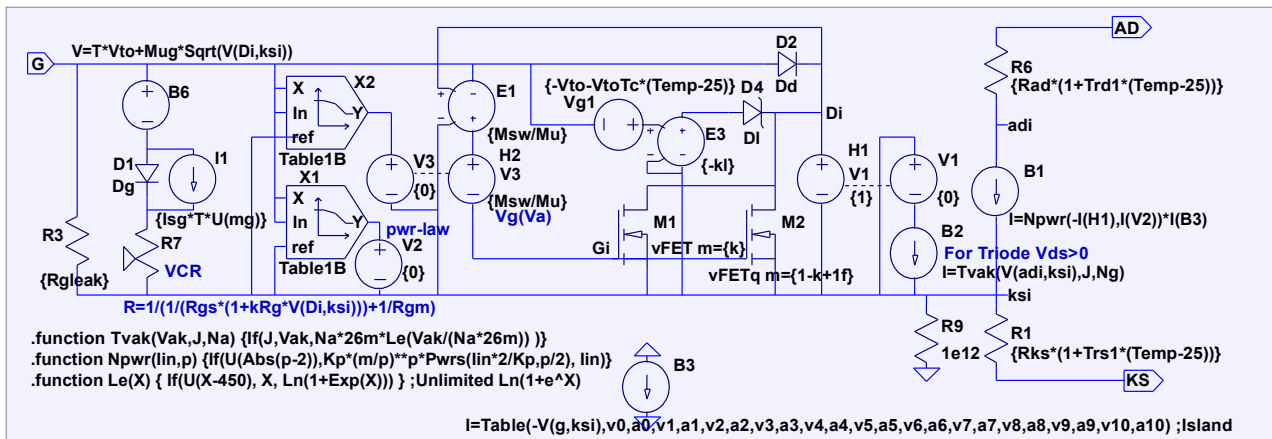 V=T*Vto+Mug*Sqrt(V(Di,ksi))
G
B6
D1
Dg
I1
{Isg*T*U(mg)}
R3
{Rgleak}
R7
VCR
R=1/(1/(Rgs*(1+kRg*V(Di,ksi)))+1/Rgm)
X2
X
In
ref
Y
Table1B
X1
X
In
ref
Y
Table1B
V3
{0}
pwr-law
V2
{0}
E1
{Msw/Mu}
H2
V3
{Msw/Mu}
Vg(Va)
{-Vto-VtoTc*(Temp-25)}
Vg1
E3
{-kl}
D4
Dl
D2
Dd
Di
Gi
M1
vFET m={k}
M2
vFETq m={1-k+1f}
H1
V1
{1}
V1
{0}
B2
For Triode Vds>0
I=Tvak(V(adi,ksi),J,Ng)
AD
R6
{Rad*(1+Trd1*(Temp-25))}
adi
B1
I=Npwr(-I(H1),I(V2))*I(B3)
ksi
R9
1e12
R1
{Rks*(1+Trs1*(Temp-25))}
KS
.function Tvak(Vak,J,Na) {If(J,Vak,Na*26m*Le(Vak/(Na*26m)) )}
.function Npwr(lin,p) {If(U(Abs(p-2)),Kp*(m/p)**p*Pwrs(lin*2/Kp,p/2), lin)}
.function Le(X) { If(U(X-450), X, Ln(1+Exp(X))) } ;Unlimited Ln(1+e^X)
B3
I=Table(-V(g,ksi),v0,a0,v1,a1,v2,a2,v3,a3,v4,a4,v5,a5,v6,a6,v7,a7,v8,a8,v9,a9,v10,a10) ;Island